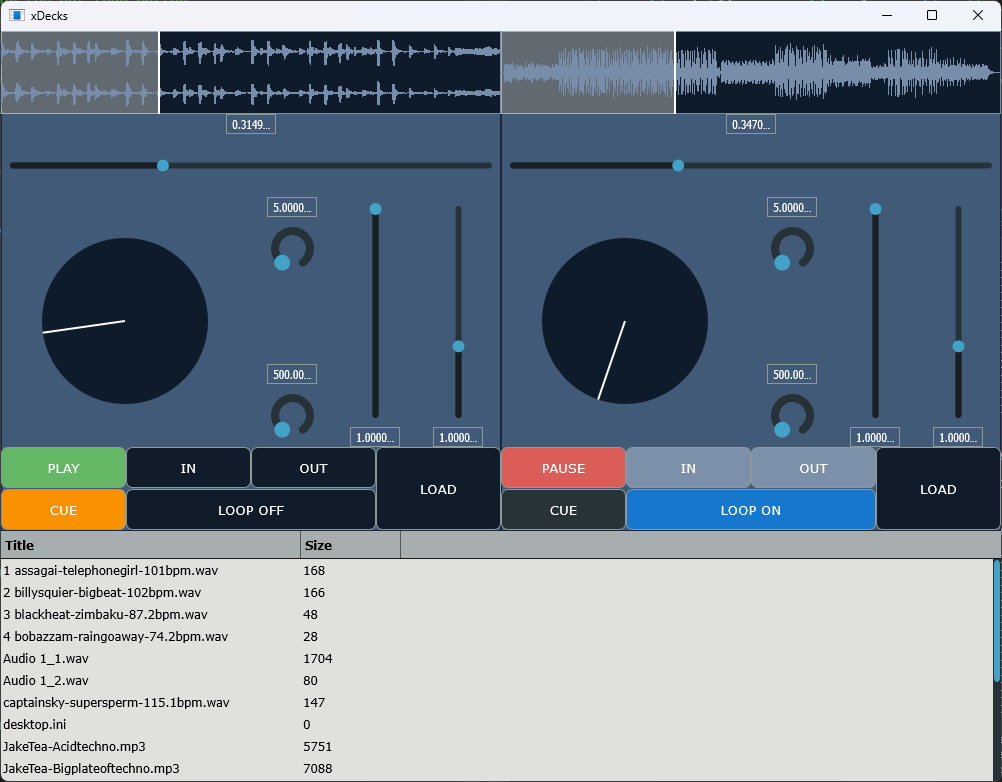 xDecks
0.3149... 0.3470...
5.0000... 5.0000...
500.00... 500.00...
1.0000... 1.0000... 1.0000... 1.0000...
PLAY IN OUT LOAD PAUSE IN OUT LOAD
CUE LOOP OFF CUE LOOP ON
Title Size
1 assagai-telephonegirl-101bpm.wav 168
2 billysquier-bigbeat-102bpm.wav 166
3 blackheat-zimbaku-87.2bpm.wav 48
4 bobazzam-raingoaway-74.2bpm.wav 28
Audio 1_1.wav 1704
Audio 1_2.wav 80
captainsky-supersperm-115.1bpm.wav 147
desktop.ini 0
JakeTea-Acidtechno.mp3 5751
JakeTea-Bigplateoftechno.mp3 7088